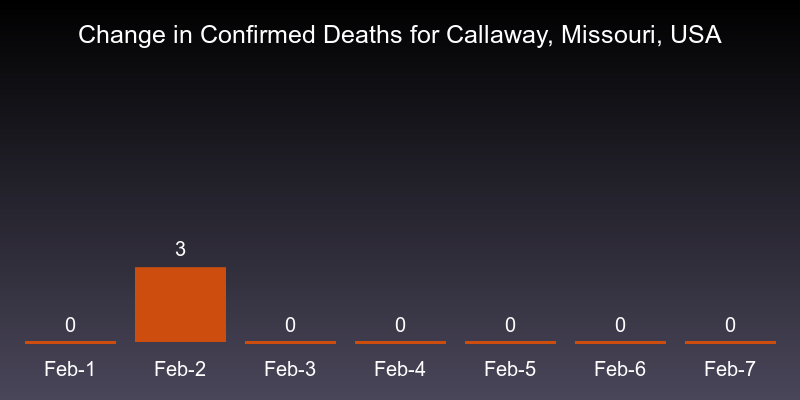 Change in Confirmed Deaths for Callaway, Missouri, USA
3
0 0 0 0 0 0
Feb-1 Feb-2 Feb-3 Feb-4 Feb-5 Feb-6 Feb-7